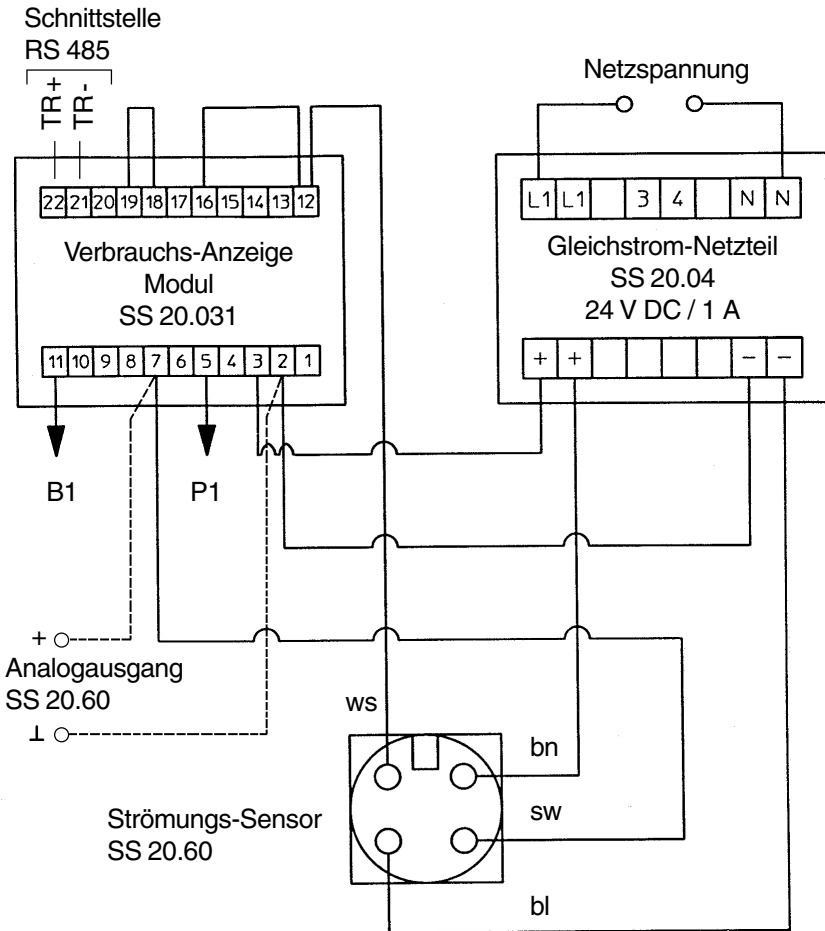 Schnittstelle
RS 485
TR+
TR-
Netzspannung
22 21 20 19 18 17 16 15 14 13 12
L1 L1 3 4 N N
Verbrauchs-Anzeige
Modul
SS 20.031
Gleichstrom-Netzteil
SS 20.04
24 V DC / 1 A
11 10 9 8 7 6 5 4 3 2 1
+ + − −
B1
P1
+
Analogausgang
SS 20.60
⊥
ws
bn
sw
Strömungs-Sensor
SS 20.60
bl